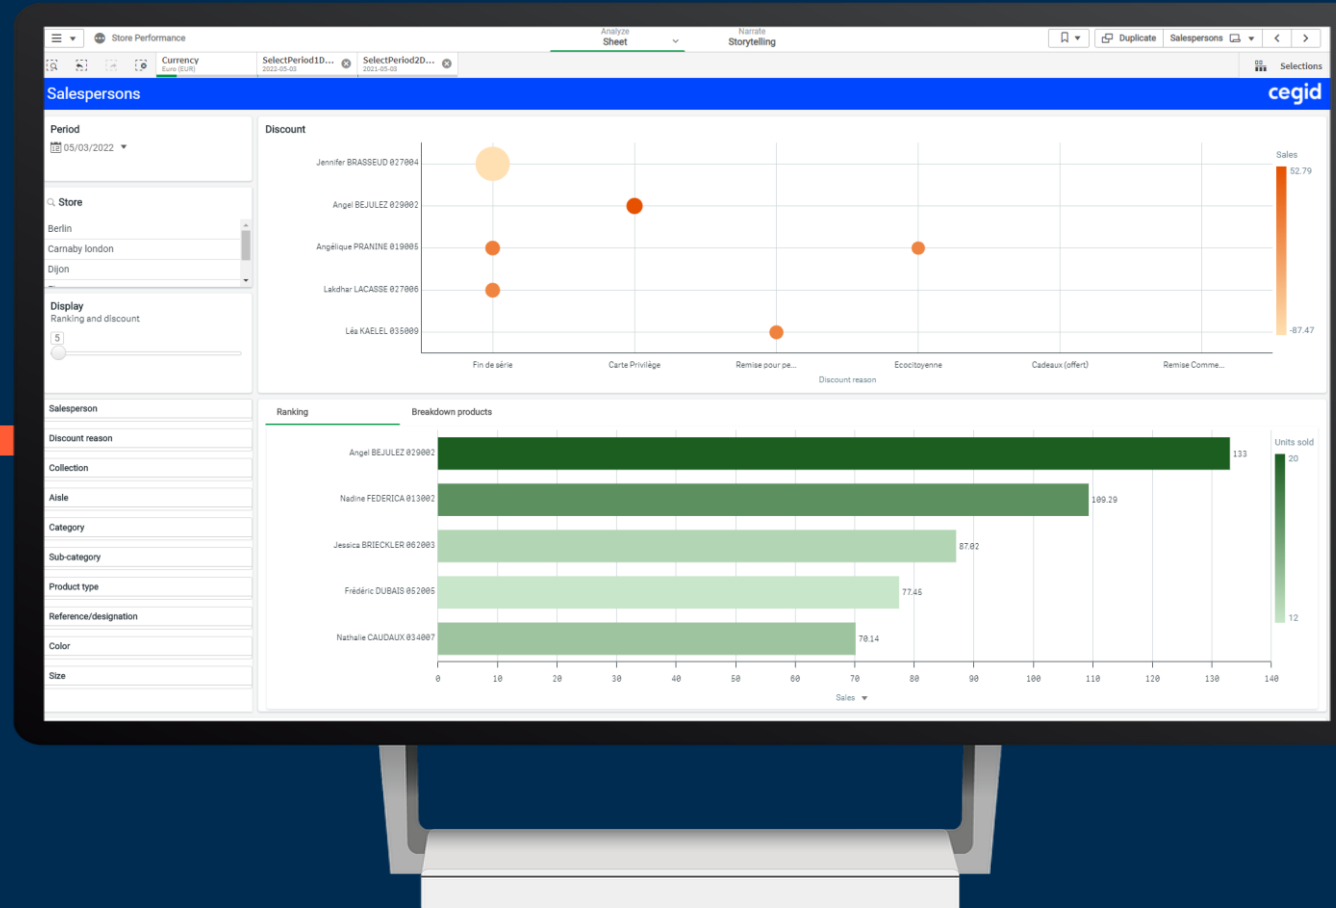 Store Performance
Analyze
Sheet
Narrate
Storytelling
Duplicate
Salespersons
Currency
Euro (EUR)
SelectPeriod1D...
2022-05-03
SelectPeriod2D...
2021-05-03
Selections
Salespersons
cegid
Period
05/03/2022
Store
Berlin
Carnaby london
Dijon
Display
Ranking and discount
5
Salesperson
Discount reason
Collection
Aisle
Category
Sub-category
Product type
Reference/designation
Color
Size
Discount
Jennifer BRASSEUD 027004
Angel BEJULEZ 029002
Angélique PRANINE 019006
Lakdhar LACASSE 027006
Léa KAELEL 035009
Fin de série
Carte Privilège
Remise pour pe...
Ecocitoyenne
Cadeaux (offert)
Remise Comme...
Discount reason
Sales
52.79
-87.47
Ranking
Breakdown products
Angel BEJULEZ 029002
133
Nadine FEDERICA 013002
109.29
Jessica BRIECKLER 062003
87.02
Frédéric DUBAIS 052005
77.45
Nathalie CAUDAUX 034007
70.14
0 10 20 30 40 50 60 70 80 90 100 110 120 130 140
Sales
Units sold
20
12